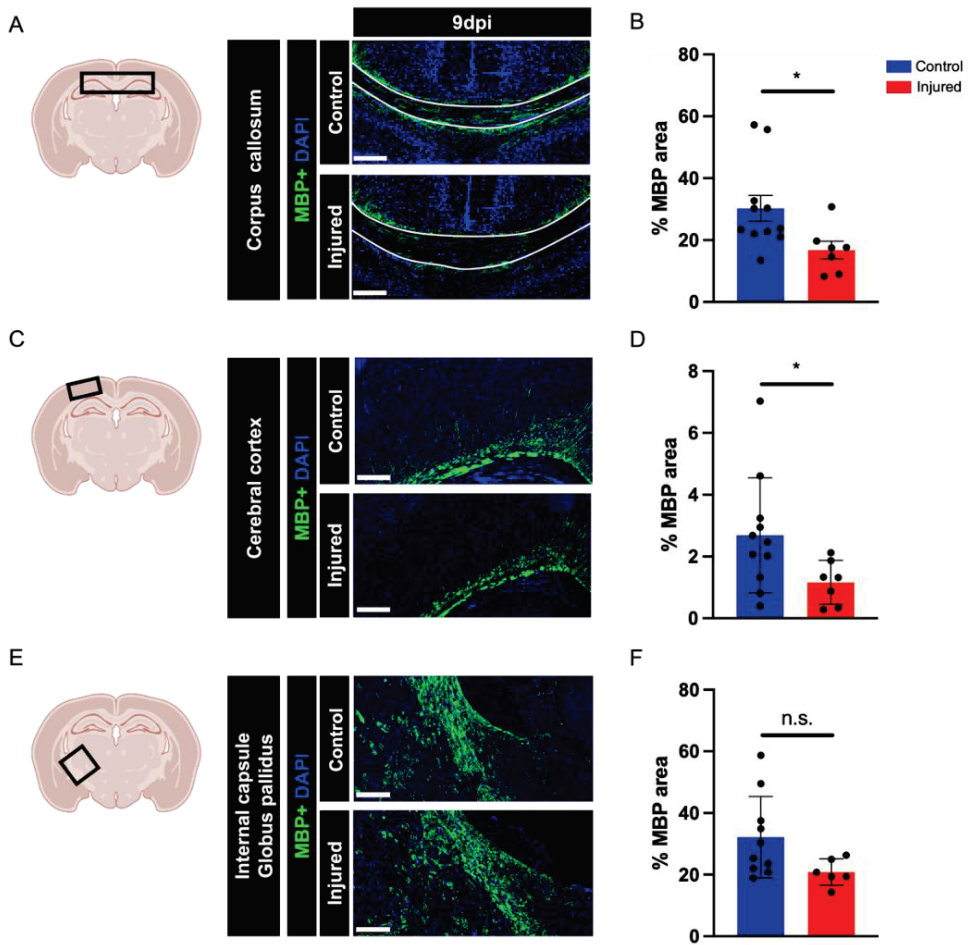 A
9dpi
Corpus callosum
MBP+ DAPI
Control
Injured
B
% MBP area
80
60
40
20
0
*
Control
Injured
C
Cerebral cortex
MBP+ DAPI
Control
Injured
D
% MBP area
8
6
4
2
0
*
E
Internal capsule
Globus pallidus
MBP+ DAPI
Control
Injured
F
% MBP area
80
60
40
20
0
n.s.